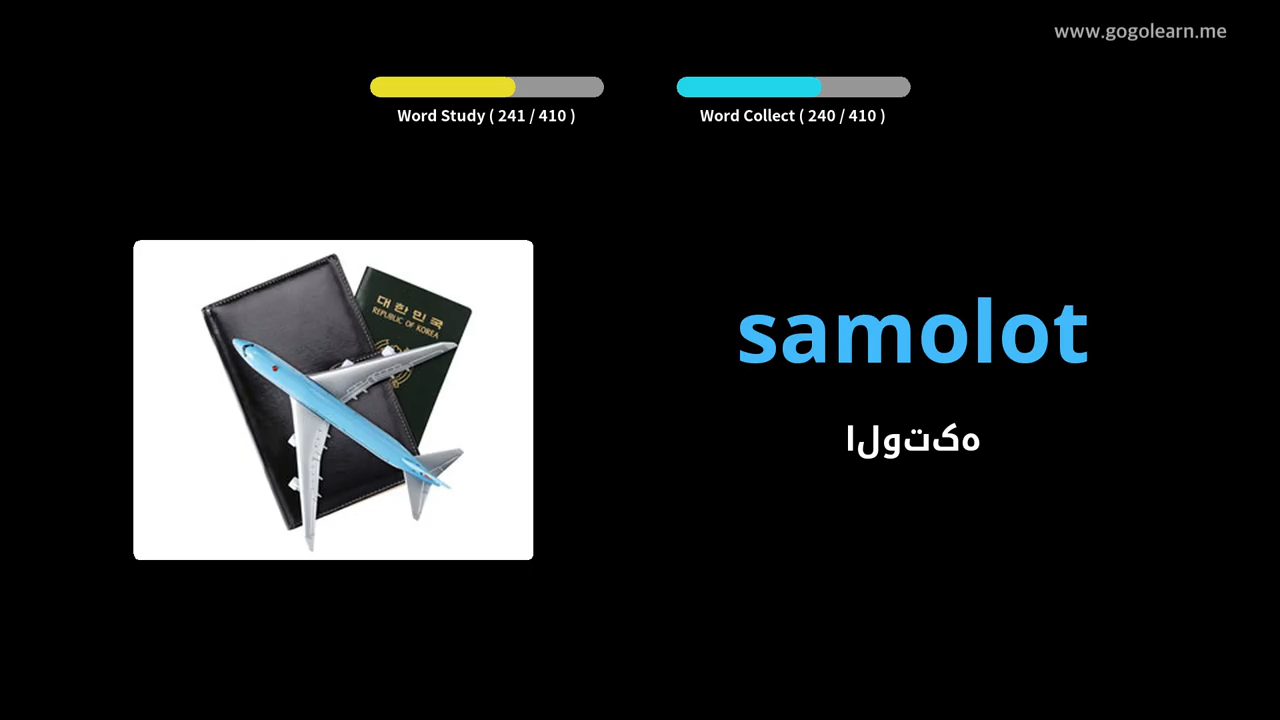 www.gogolearn.me
Word Study ( 241 / 410 )
Word Collect ( 240 / 410 )
대한민국
REPUBLIC OF KOREA
samolot
الوتکه